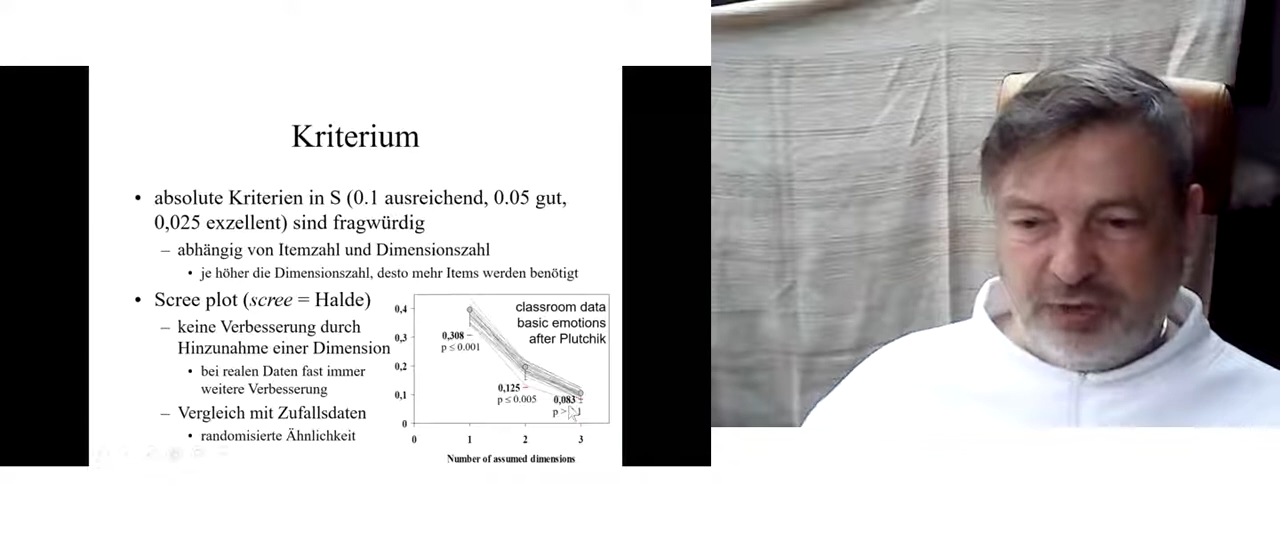 Kriterium
• absolute Kriterien in S (0.1 ausreichend, 0.05 gut,
0,025 exzellent) sind fragwürdig
– abhängig von Itemzahl und Dimensionszahl
• je höher die Dimensionszahl, desto mehr Items werden benötigt
• Scree plot (scree = Halde)
– keine Verbesserung durch
Hinzunahme einer Dimension
• bei realen Daten fast immer
weitere Verbesserung
– Vergleich mit Zufallsdaten
• randomisierte Ähnlichkeit
classroom data
basic emotions
after Plutchik
0,4
0,3
0,2
0,1
0
0,308
p ≤ 0.001
0,125
p ≤ 0.005
0,083
p >
0 1 2 3
Number of assumed dimensions